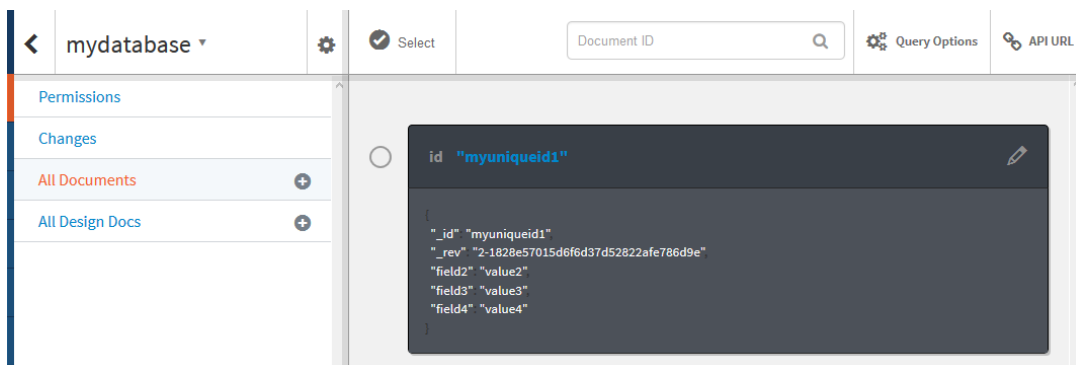 mydatabase
Select
Document ID
Query Options
API URL
Permissions
Changes
All Documents
All Design Docs
id "myuniqueid1"
{
"_id": "myuniqueid1",
"_rev": "2-1828e57015d6f6d37d52822afe786d9e",
"field2": "value2",
"field3": "value3",
"field4": "value4"
}